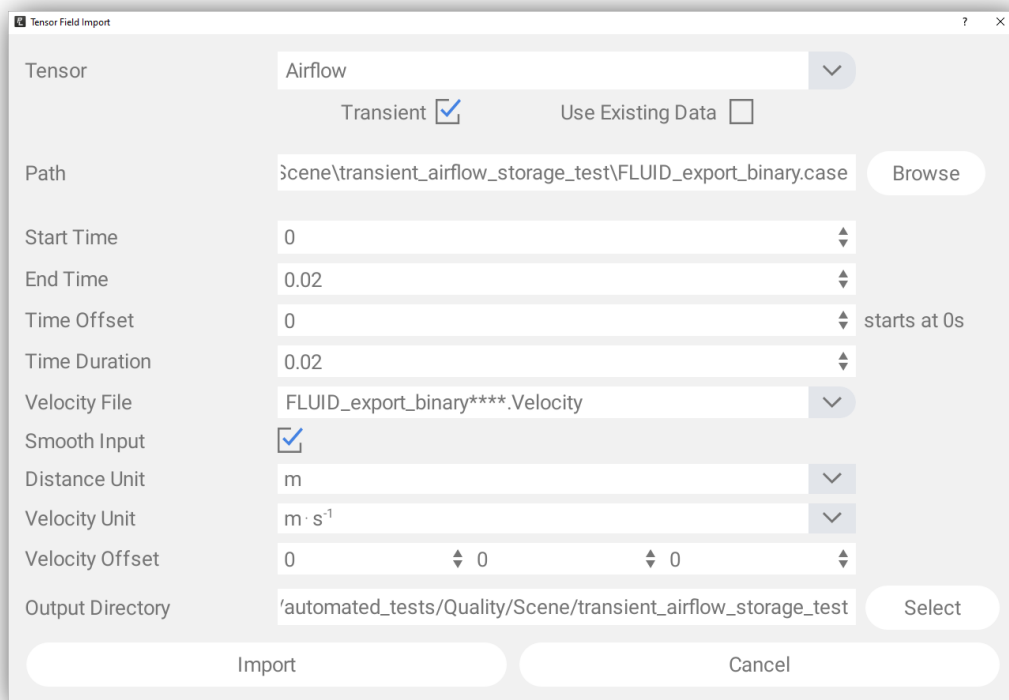 Tensor Field Import
Tensor Airflow
Transient Use Existing Data
Path Scene\transient_airflow_storage_test\FLUID_export_binary.case Browse
Start Time 0
End Time 0.02
Time Offset 0 starts at 0s
Time Duration 0.02
Velocity File FLUID_export_binary****.Velocity
Smooth Input
Distance Unit m
Velocity Unit m· s⁻¹
Velocity Offset 0 0 0
Output Directory /automated_tests/Quality/Scene/transient_airflow_storage_test Select
Import Cancel